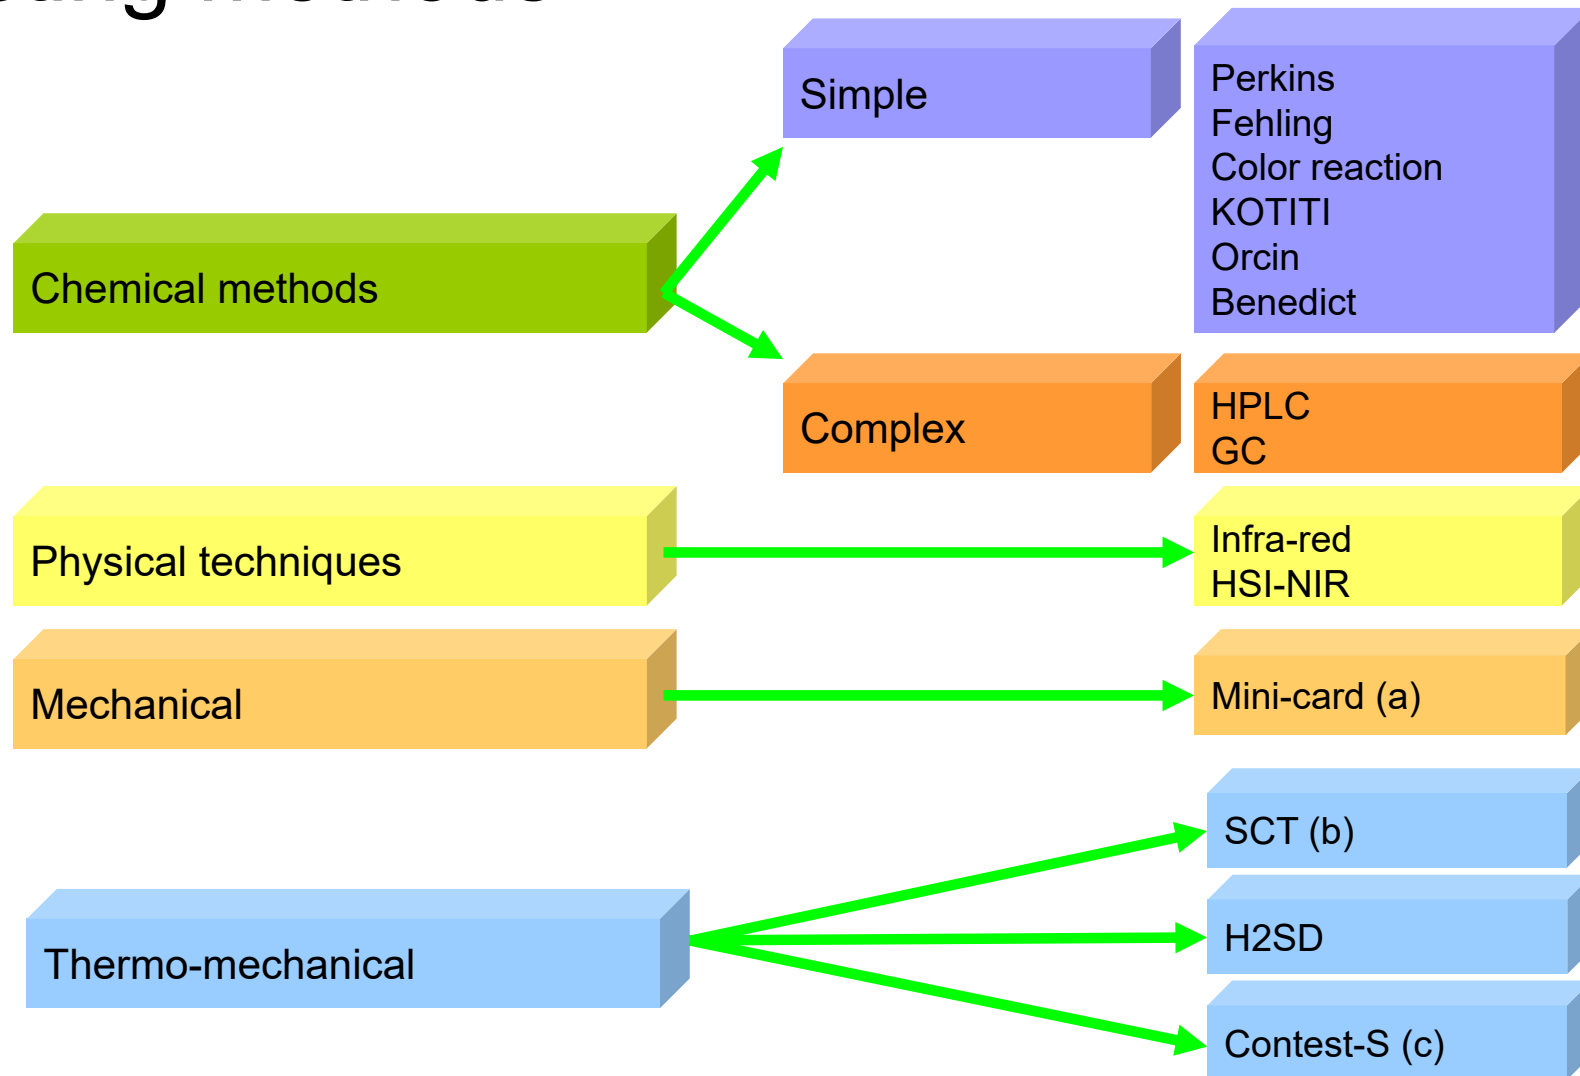 methods
Simple
Perkins
Fehling
Color reaction
KOTITI
Orcin
Benedict
Chemical methods
Complex
HPLC
GC
Physical techniques
Infra-red
HSI-NIR
Mechanical
Mini-card (a)
SCT (b)
Thermo-mechanical
H2SD
Contest-S (c)